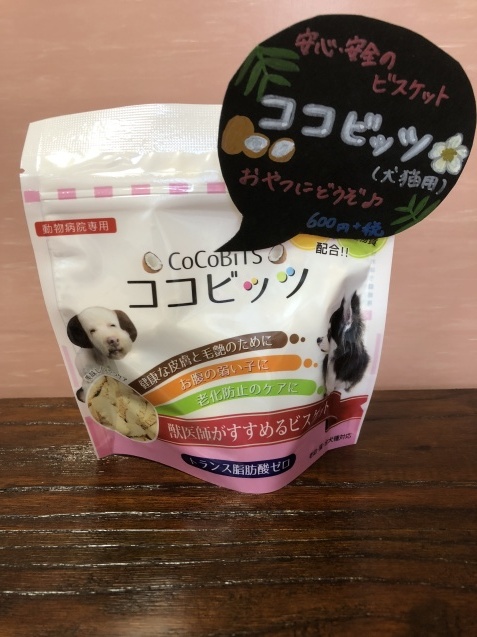 安心・安全の
ビスケット
ココビッツ
(犬猫用)
おやつにどうぞ♪
600円+税
動物病院専用
配合!!
CoCoBiTS
ココビッツ
健康な皮膚と毛艶のために
お腹の弱い子に
老化防止のケアに
獣医師がすすめるビスケット
トランス脂肪酸ゼロ